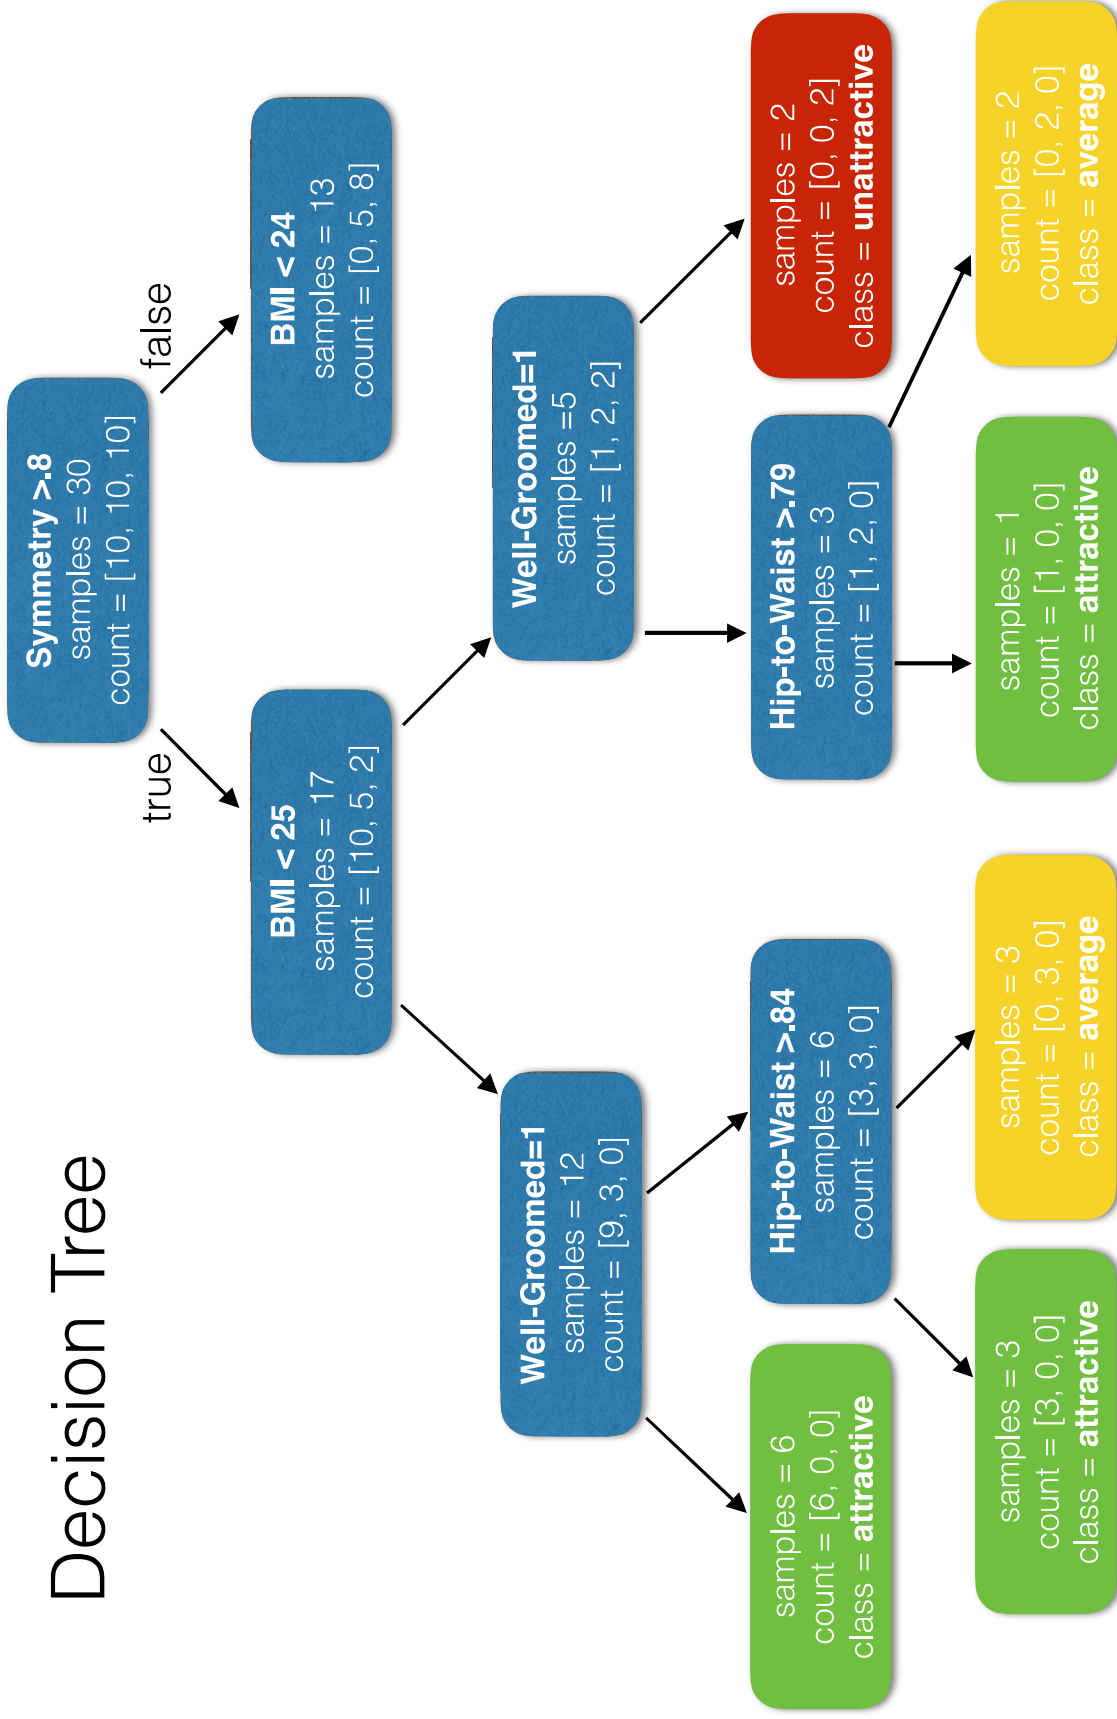 Decision Tree
Symmetry >.8
samples = 30
count = [10, 10, 10]
true
false
BMI < 25
samples = 17
count = [10, 5, 2]
BMI < 24
samples = 13
count = [0, 5, 8]
Well-Groomed=1
samples = 12
count = [9, 3, 0]
Well-Groomed=1
samples =5
count = [1, 2, 2]
samples = 6
count = [6, 0, 0]
class = attractive
Hip-to-Waist >.84
samples = 6
count = [3, 3, 0]
Hip-to-Waist >.79
samples = 3
count = [1, 2, 0]
samples = 2
count = [0, 0, 2]
class = unattractive
samples = 3
count = [3, 0, 0]
class = attractive
samples = 3
count = [0, 3, 0]
class = average
samples = 1
count = [1, 0, 0]
class = attractive
samples = 2
count = [0, 2, 0]
class = average